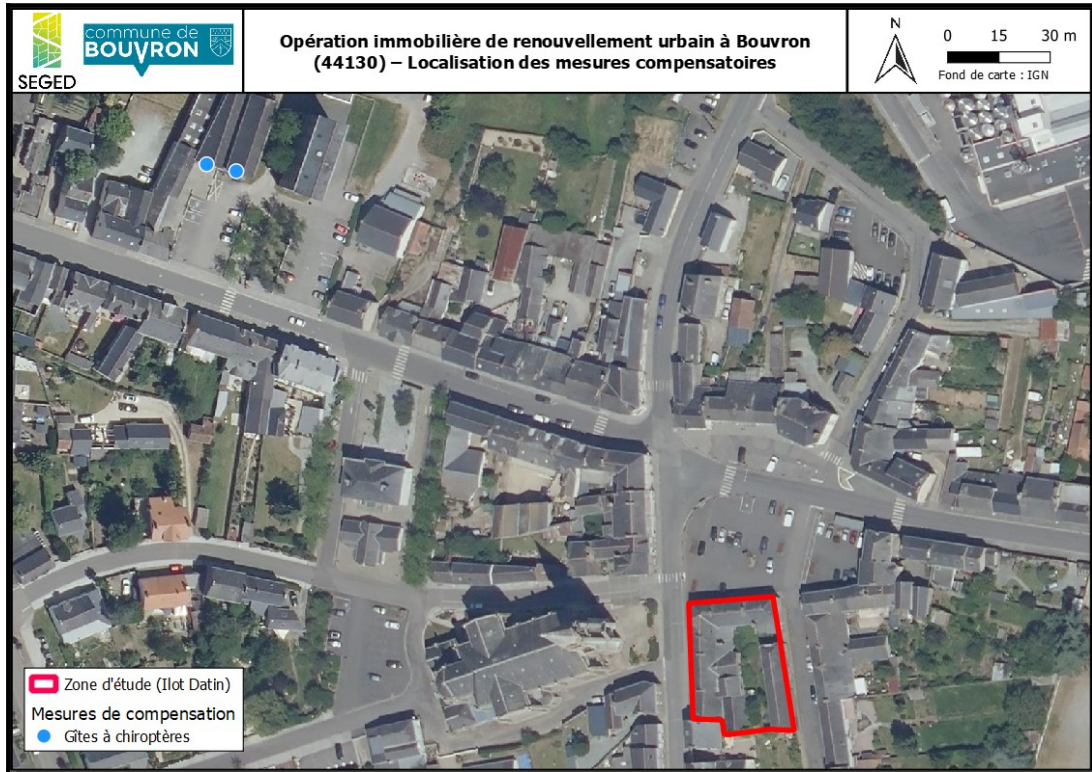 SEGED
commune de
BOUVRON
Opération immobilière de renouvellement urbain à Bouvron
(44130) – Localisation des mesures compensatoires
N
0 15 30 m
Fond de carte : IGN
Zone d'étude (Ilot Datin)
Mesures de compensation
Gîtes à chiroptères